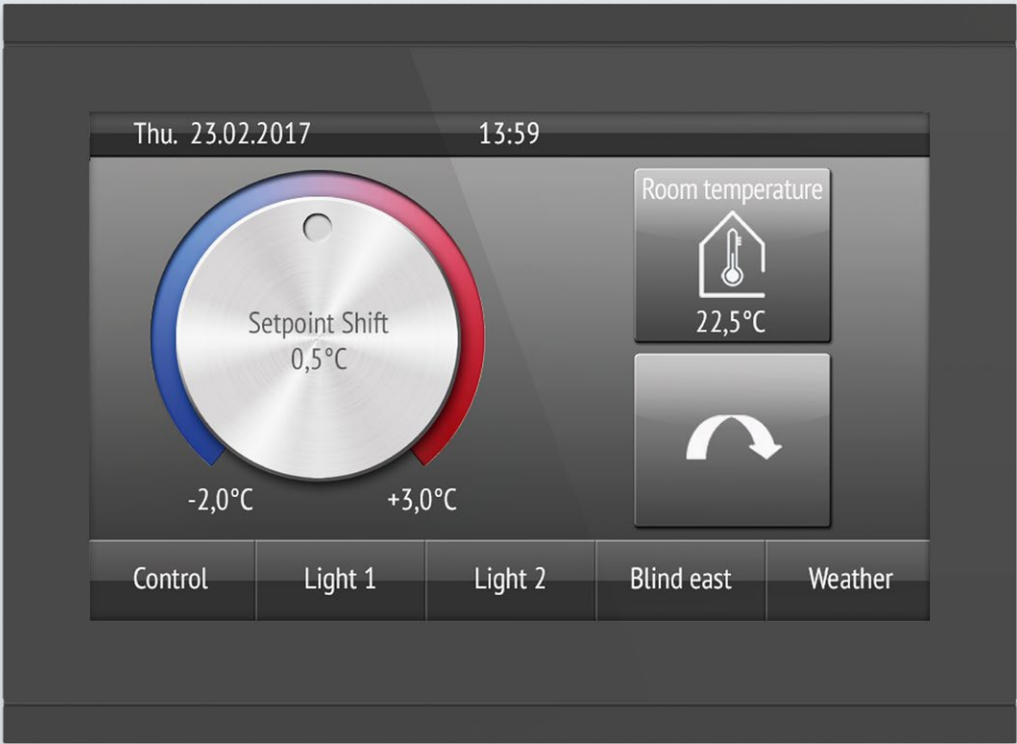 Thu. 23.02.2017 13:59
Room temperature
22,5°C
Setpoint Shift
0,5°C
-2,0°C +3,0°C
Control Light 1 Light 2 Blind east Weather